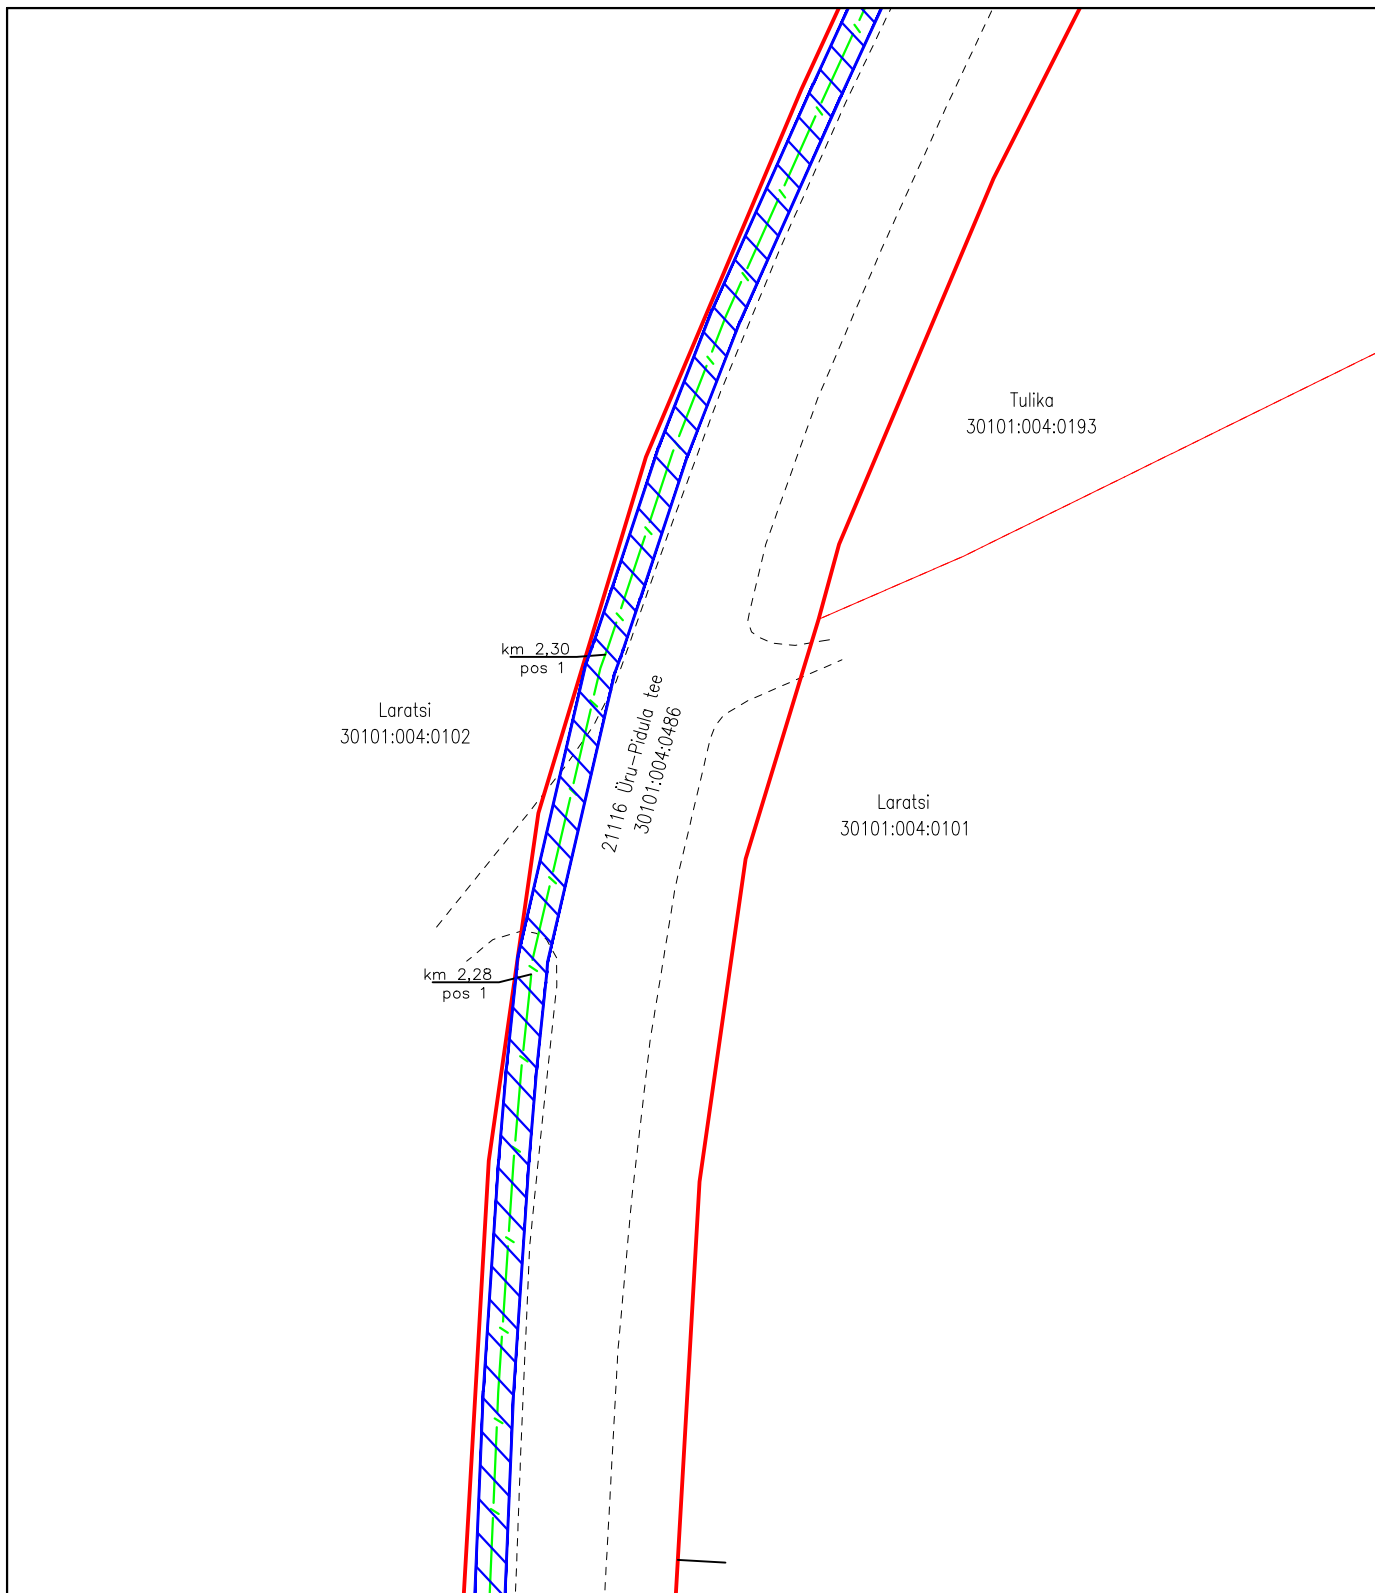 Tulika
30101:004:0193
km 2,30
pos 1
Laratsi
30101:004:0102
21116 Üru-Pidula tee
30101:004:0486
Laratsi
30101:004:0101
km 2,28
pos 1